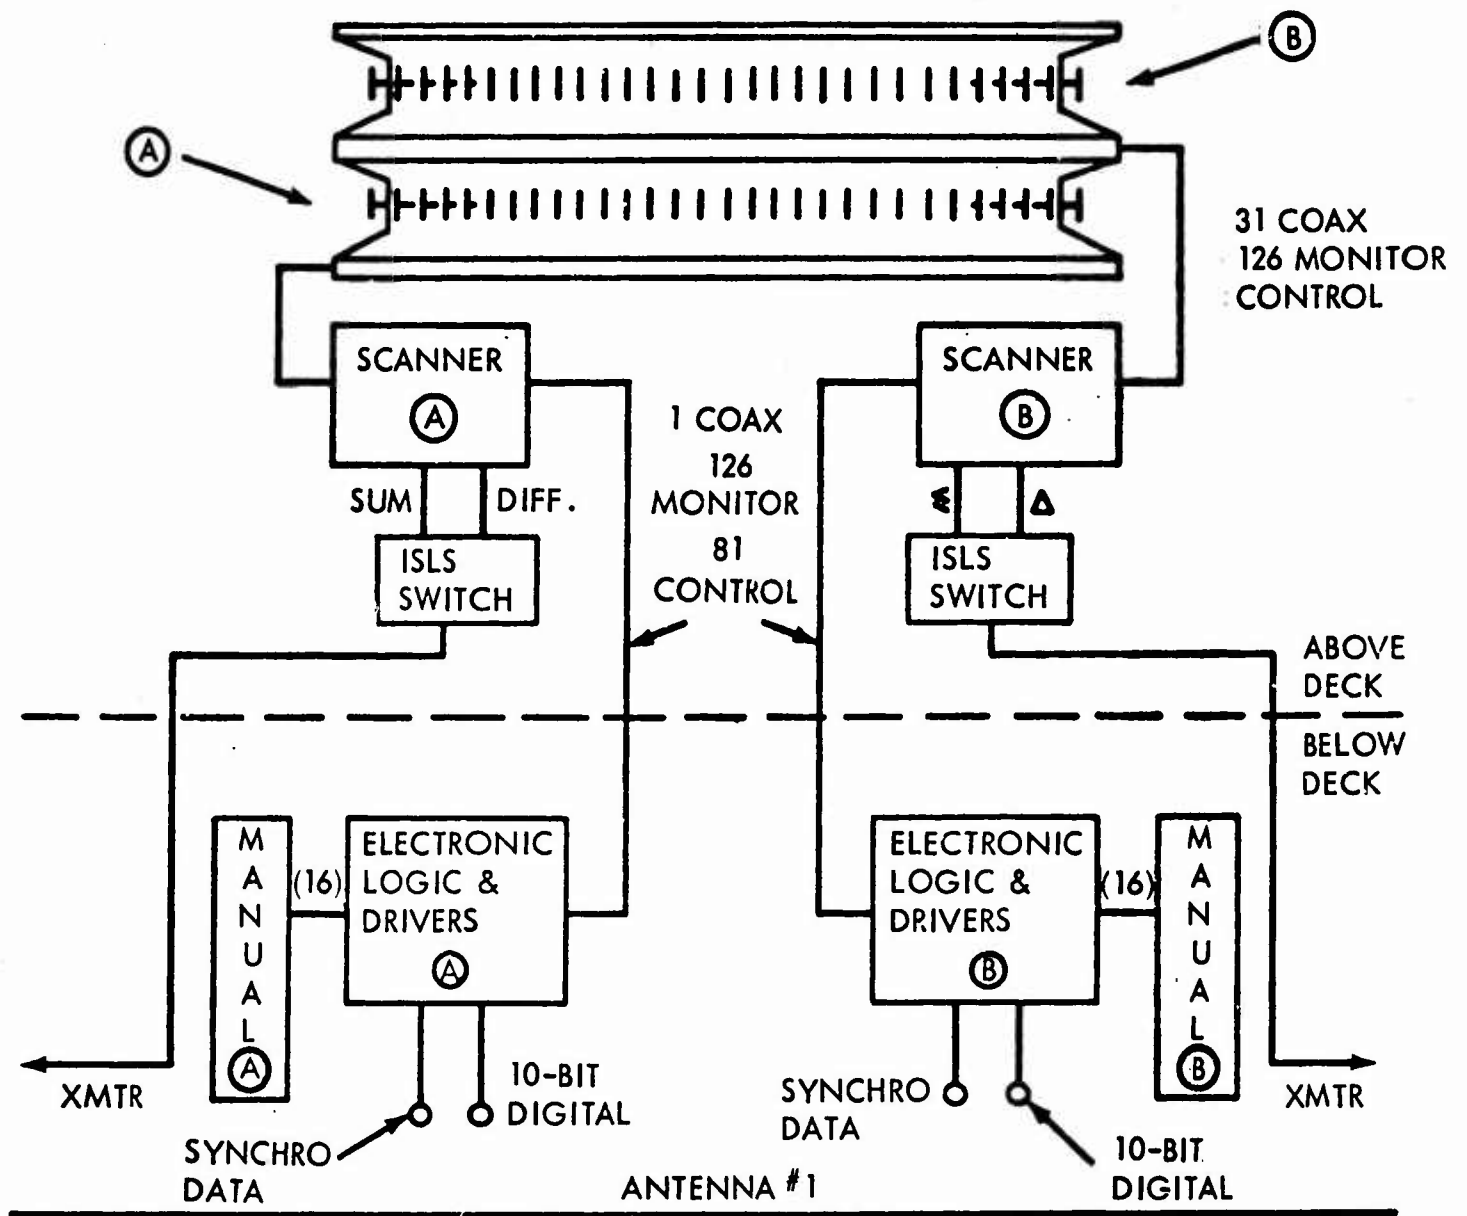 B
A
31 COAX
126 MONITOR
CONTROL
SCANNER
A
SCANNER
B
1 COAX
126
MONITOR
81
CONTROL
SUM
DIFF.
Σ
Δ
ISLS
SWITCH
ISLS
SWITCH
ABOVE
DECK
BELOW
DECK
MANUAL
A
(16)
ELECTRONIC
LOGIC &
DRIVERS
A
ELECTRONIC
LOGIC &
DRIVERS
B
(16)
MANUAL
B
XMTR
10-BIT
DIGITAL
SYNCHRO
DATA
SYNCHRO
DATA
10-BIT
DIGITAL
XMTR
ANTENNA #1